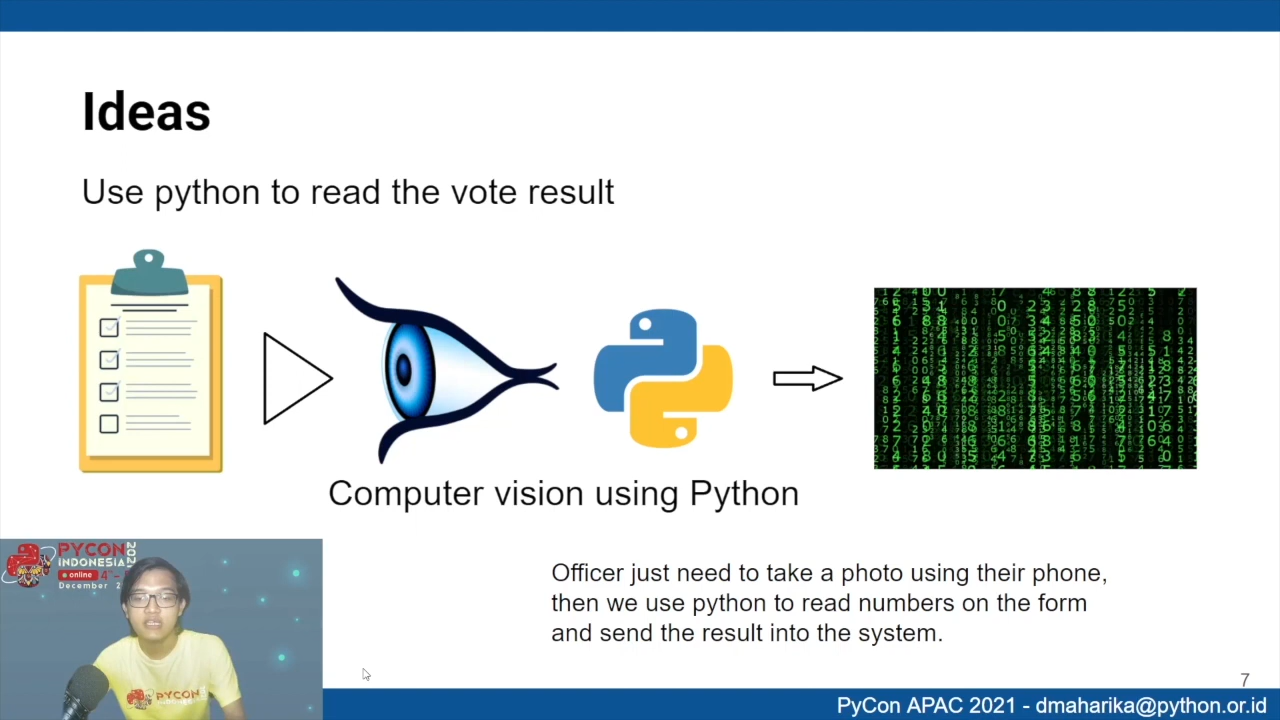 Ideas
Use python to read the vote result
Computer vision using Python
Officer just need to take a photo using their phone,
then we use python to read numbers on the form
and send the result into the system.
PYCON
INDONESIA
online
December
PYCON
7
PyCon APAC 2021 - dmaharika@python.or.id